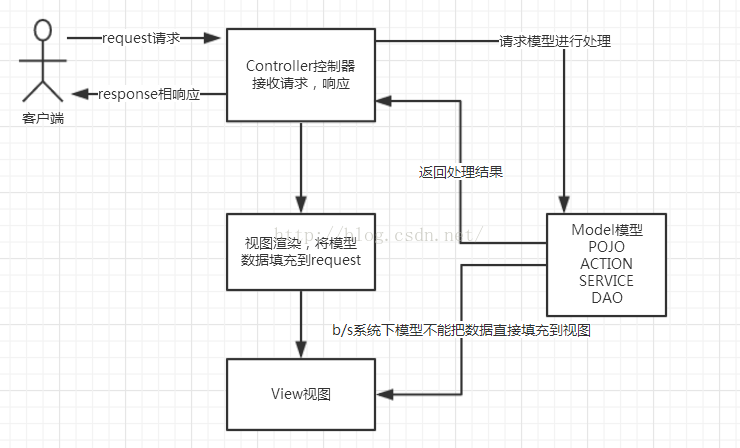 request请求
请求模型进行处理
Controller控制器
接收请求，响应
response相响应
客户端
返回处理结果
http://blog.csdn.net/
视图渲染，将模型
数据填充到request
Model模型
POJO
ACTION
SERVICE
DAO
b/s系统下模型不能把数据直接填充到视图
View视图